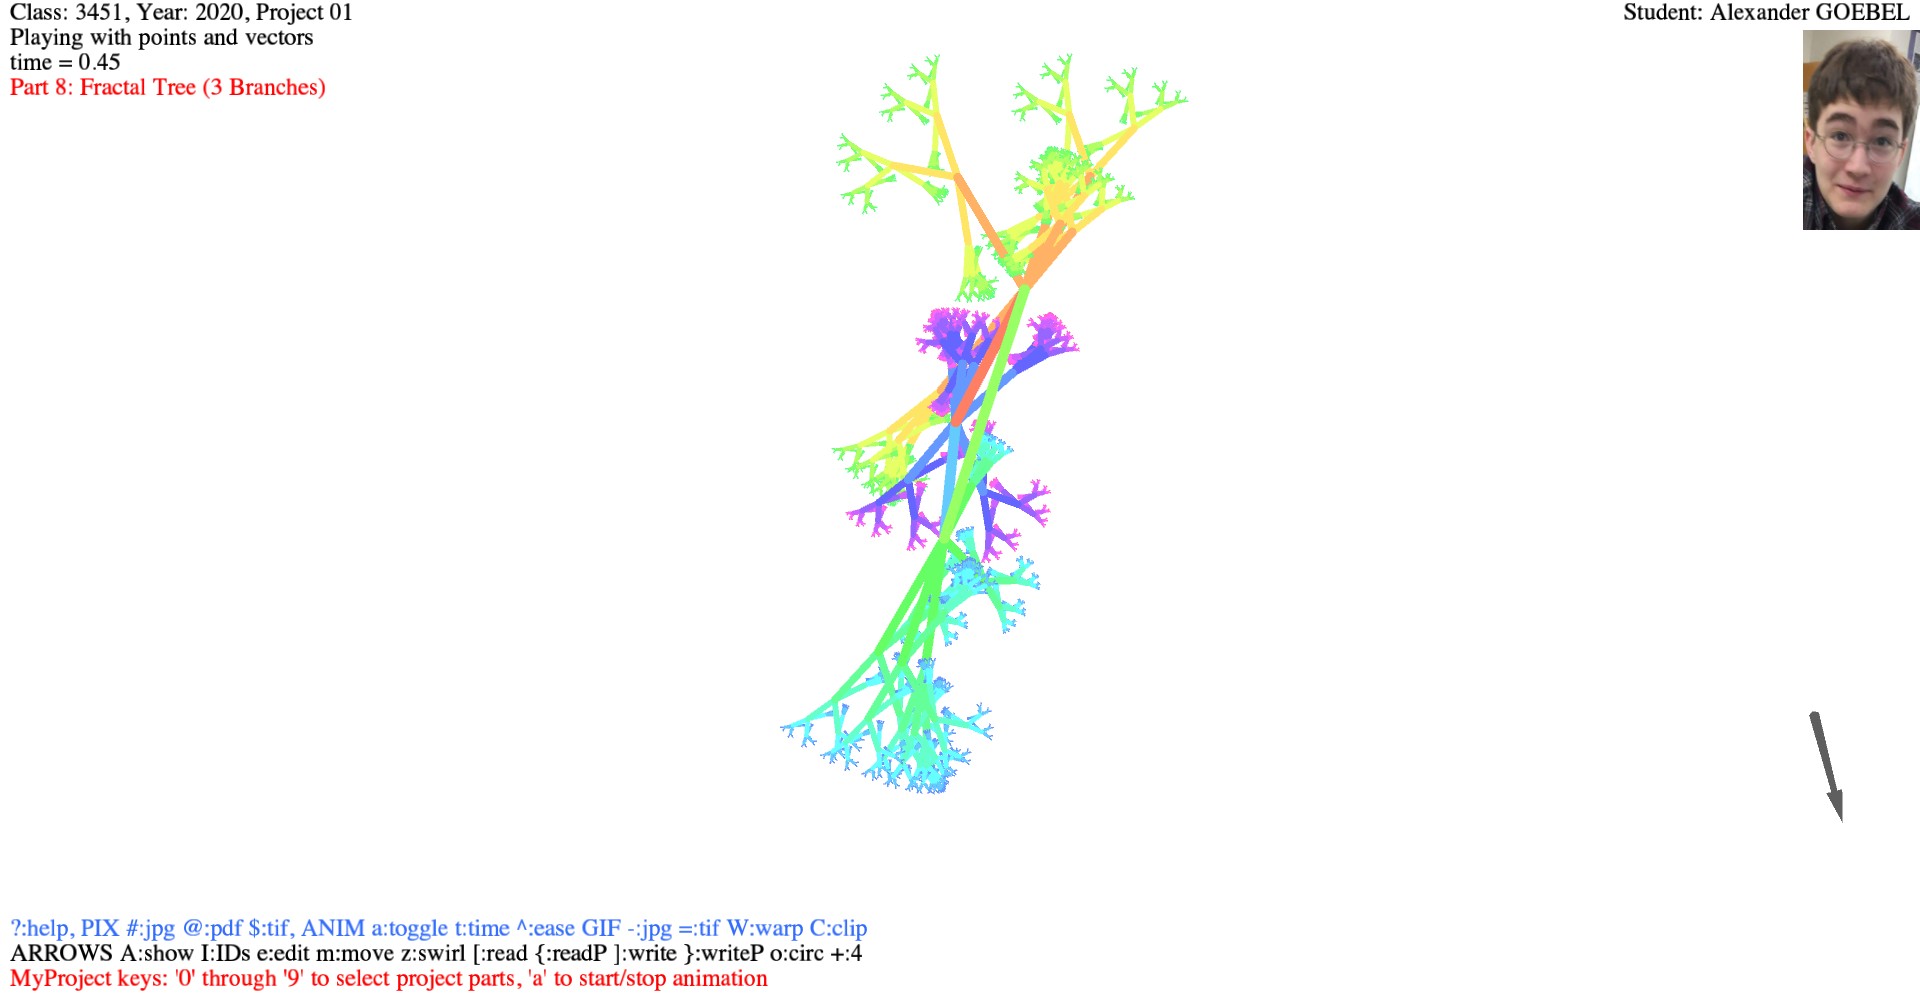 Class: 3451, Year: 2020, Project 01
Student: Alexander GOEBEL
Playing with points and vectors
time = 0.45
Part 8: Fractal Tree (3 Branches)
?:help, PIX #:jpg @:pdf $:tif, ANIM a:toggle t:time ^:ease GIF -:jpg =:tif W:warp C:clip
ARROWS A:show I:IDs e:edit m:move z:swirl [:read {:readP ]:write }:writeP o:circ +:4
MyProject keys: '0' through '9' to select project parts, 'a' to start/stop animation